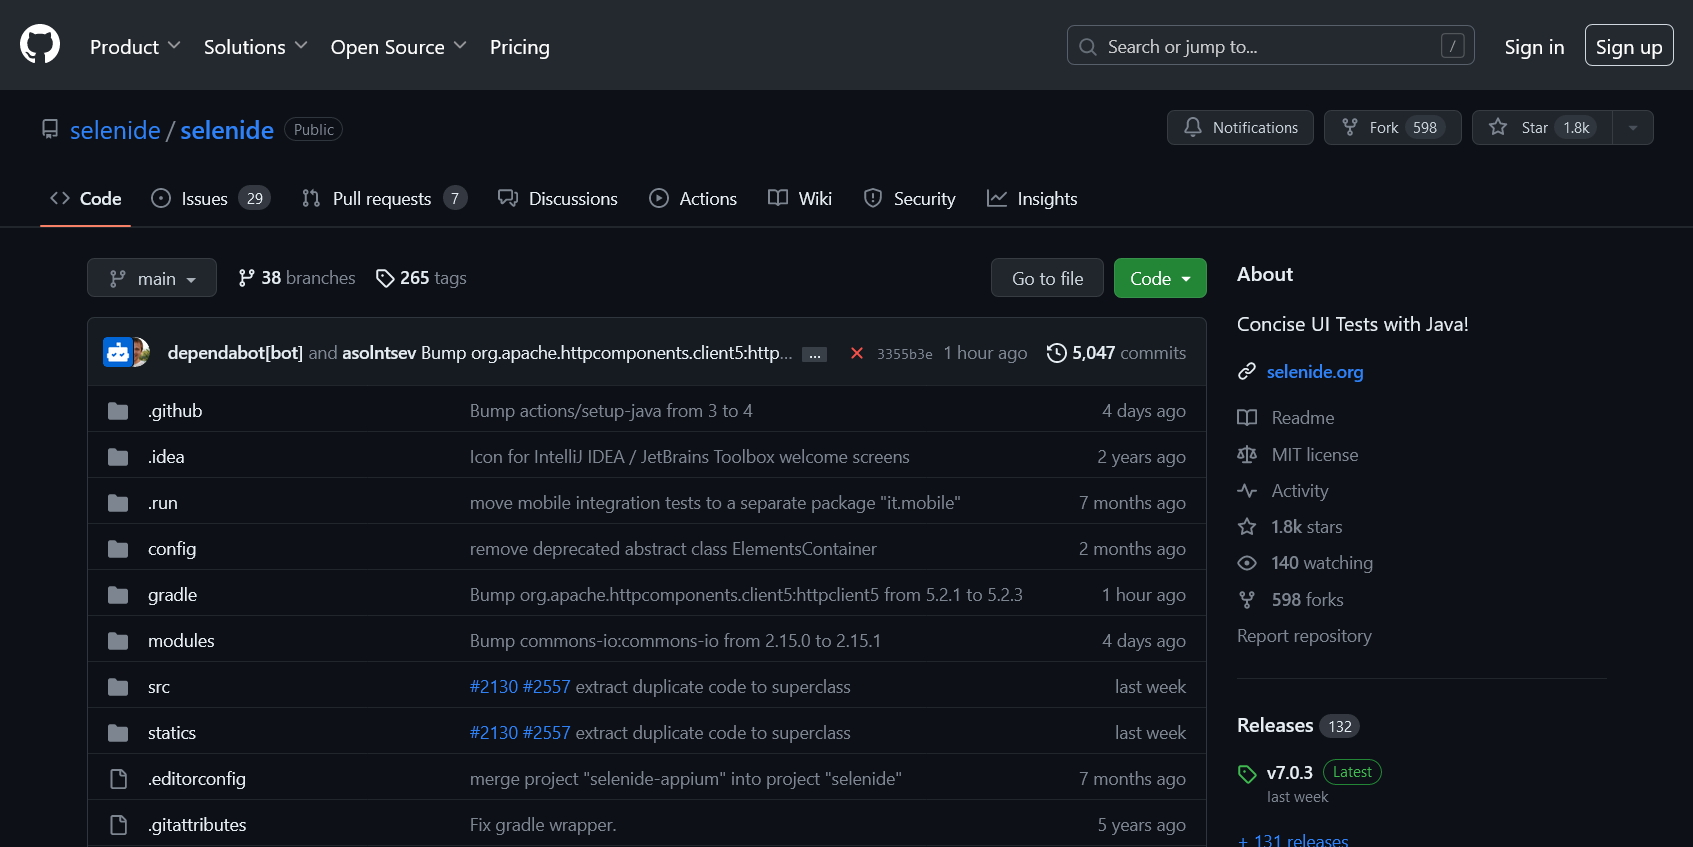 Product Solutions Open Source Pricing Search or jump to... / Sign in Sign up
selenide / selenide Public Notifications Fork 598 Star 1.8k
Code Issues 29 Pull requests 7 Discussions Actions Wiki Security Insights
main 38 branches 265 tags Go to file Code
dependabot[bot] and asolntsev Bump org.apache.httpcomponents.client5:http... ... 3355b3e 1 hour ago 5,047 commits
.github Bump actions/setup-java from 3 to 4 4 days ago
.idea Icon for IntelliJ IDEA / JetBrains Toolbox welcome screens 2 years ago
.run move mobile integration tests to a separate package "it.mobile" 7 months ago
config remove deprecated abstract class ElementsContainer 2 months ago
gradle Bump org.apache.httpcomponents.client5:httpclient5 from 5.2.1 to 5.2.3 1 hour ago
modules Bump commons-io:commons-io from 2.15.0 to 2.15.1 4 days ago
src #2130 #2557 extract duplicate code to superclass last week
statics #2130 #2557 extract duplicate code to superclass last week
.editorconfig merge project "selenide-appium" into project "selenide" 7 months ago
.gitattributes Fix gradle wrapper. 5 years ago
About
Concise UI Tests with Java!
selenide.org
Readme
MIT license
Activity
1.8k stars
140 watching
598 forks
Report repository
Releases 132
v7.0.3 Latest
last week
+ 131 releases